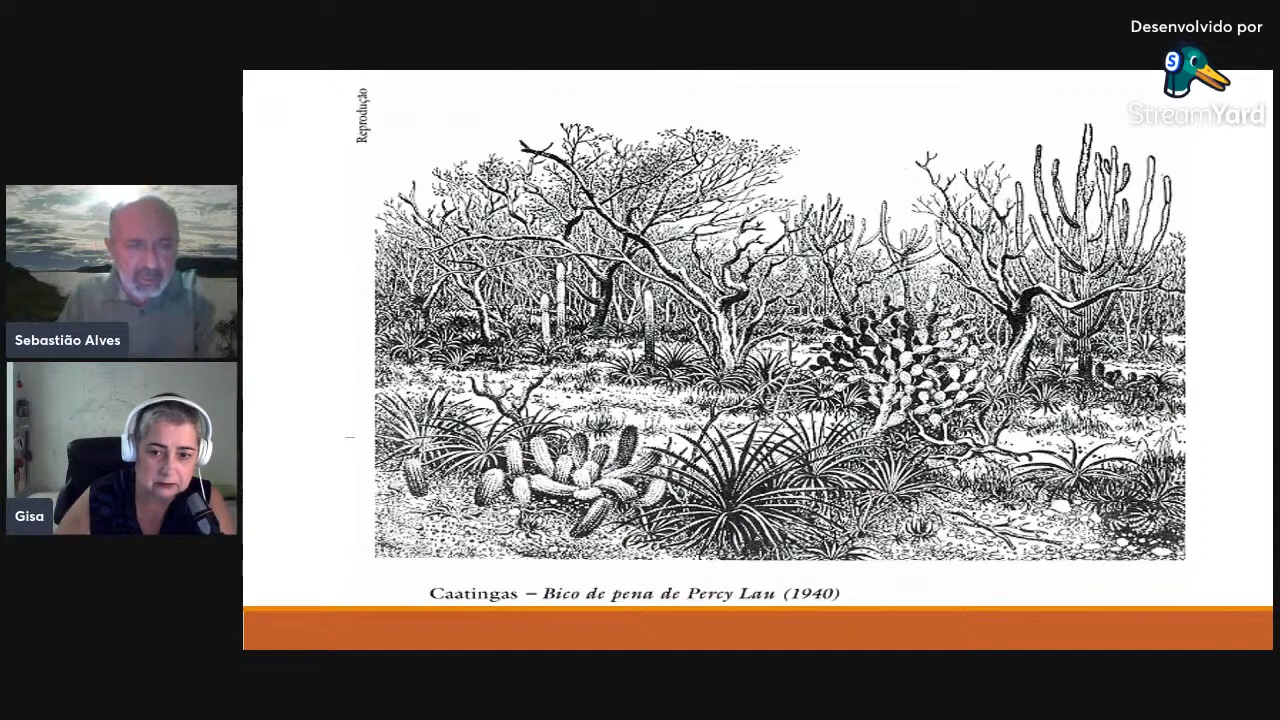 Desenvolvido por
StreamYard
Reprodução
Sebastião Alves
Gisa
Caatingas – Bico de pena de Percy Lau (1940)